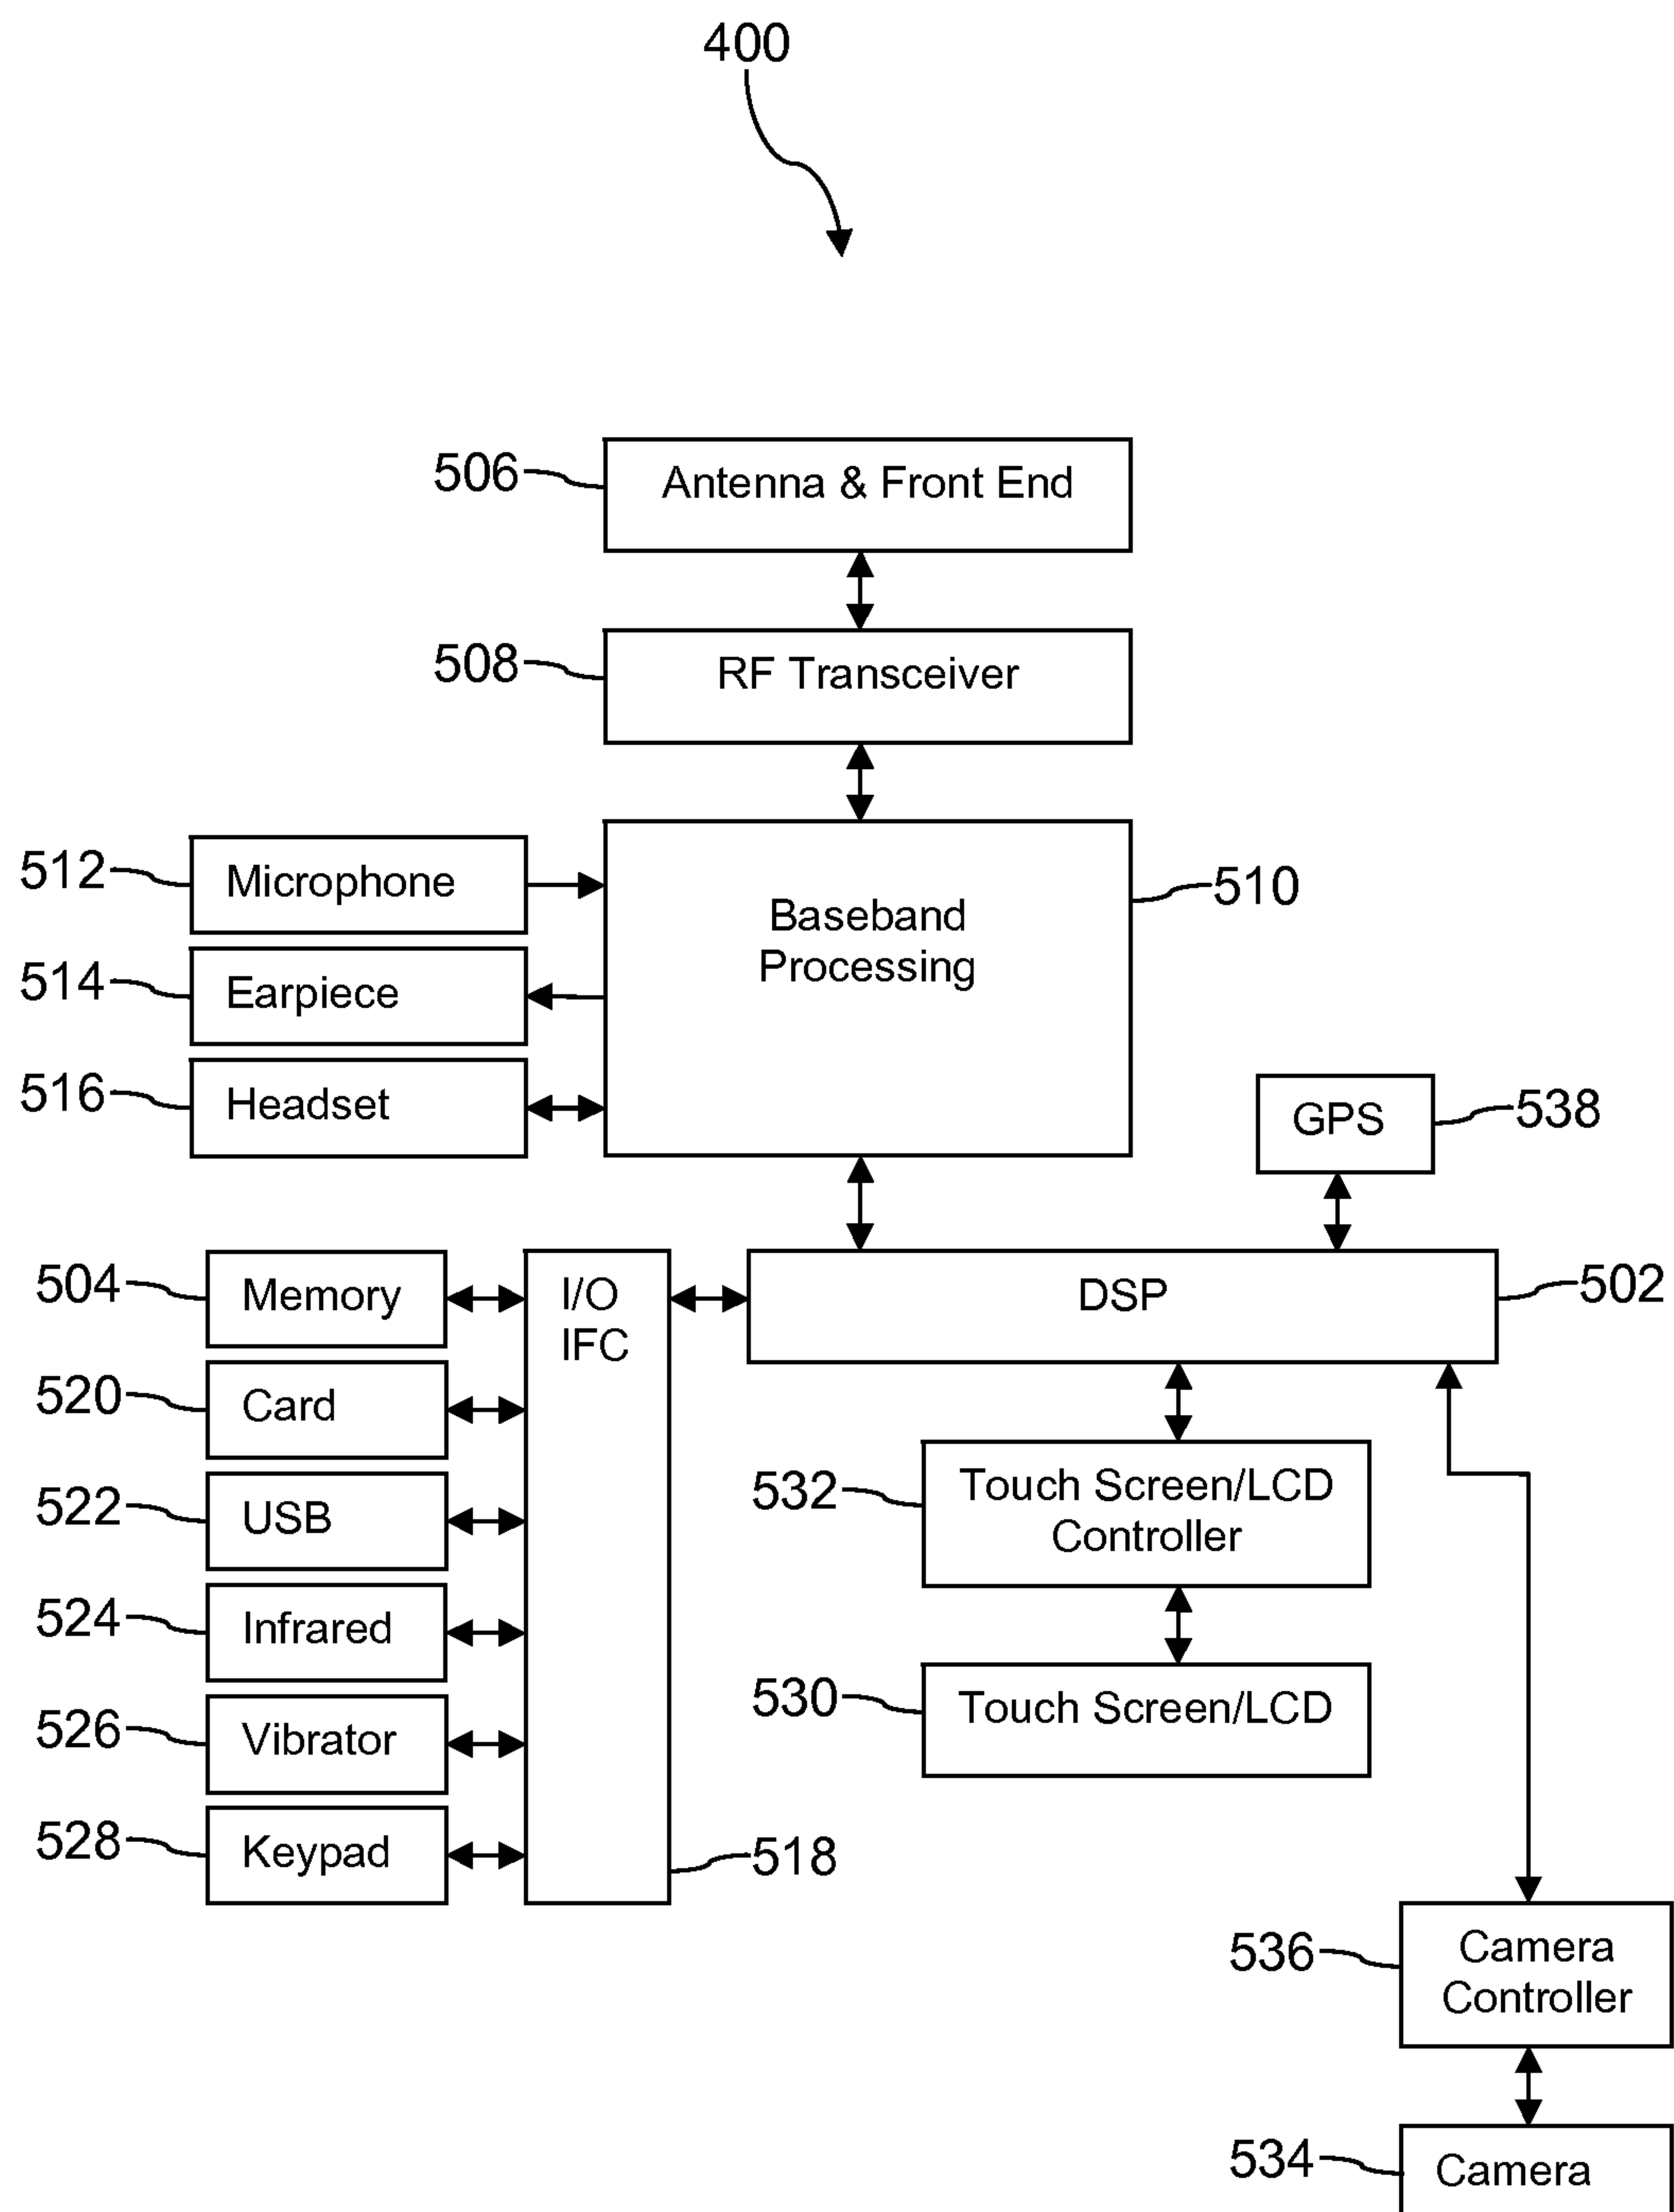 400
506
Antenna & Front End
508
RF Transceiver
512
Microphone
Baseband
Processing
510
514
Earpiece
516
Headset
GPS
538
504
Memory
I/O
IFC
DSP
502
520
Card
522
USB
532
Touch Screen/LCD
Controller
524
Infrared
530
Touch Screen/LCD
526
Vibrator
528
Keypad
518
536
Camera
Controller
534
Camera